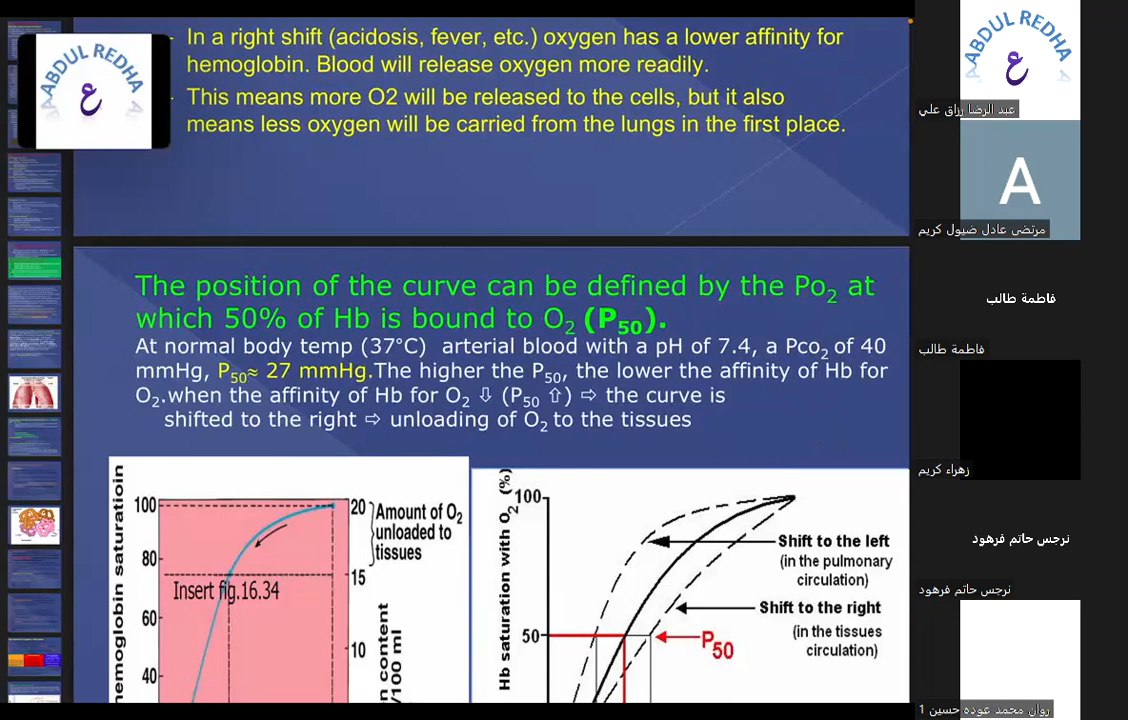 ABDUL REDHA
ع
- In a right shift (acidosis, fever, etc.) oxygen has a lower affinity for
hemoglobin. Blood will release oxygen more readily.
- This means more O2 will be released to the cells, but it also
means less oxygen will be carried from the lungs in the first place.
The position of the curve can be defined by the Po₂ at
which 50% of Hb is bound to O₂ (P₅₀).
At normal body temp (37°C) arterial blood with a pH of 7.4, a Pco₂ of 40
mmHg, P₅₀≈ 27 mmHg.The higher the P₅₀, the lower the affinity of Hb for
O₂.when the affinity of Hb for O₂ ⇩ (P₅₀ ⇧) ⇨ the curve is
shifted to the right ⇨ unloading of O₂ to the tissues
hemoglobin saturatioin
100
80
60
40
Insert fig.16.34
20
15
10
Amount of O₂
unloaded to
tissues
n content
/100 ml
Hb saturation with O₂ (%)
100
50
Shift to the left
(in the pulmonary
circulation)
Shift to the right
(in the tissues
circulation)
P₅₀
ABDUL REDHA
ع
عبد الرضا رزاق علي
A
مرتضى عادل ضيول كريم
فاطمة طالب
فاطمة طالب
زهراء كريم
نرجس حاتم فرهود
نرجس حاتم فرهود
روان محمد عوده حسين 1